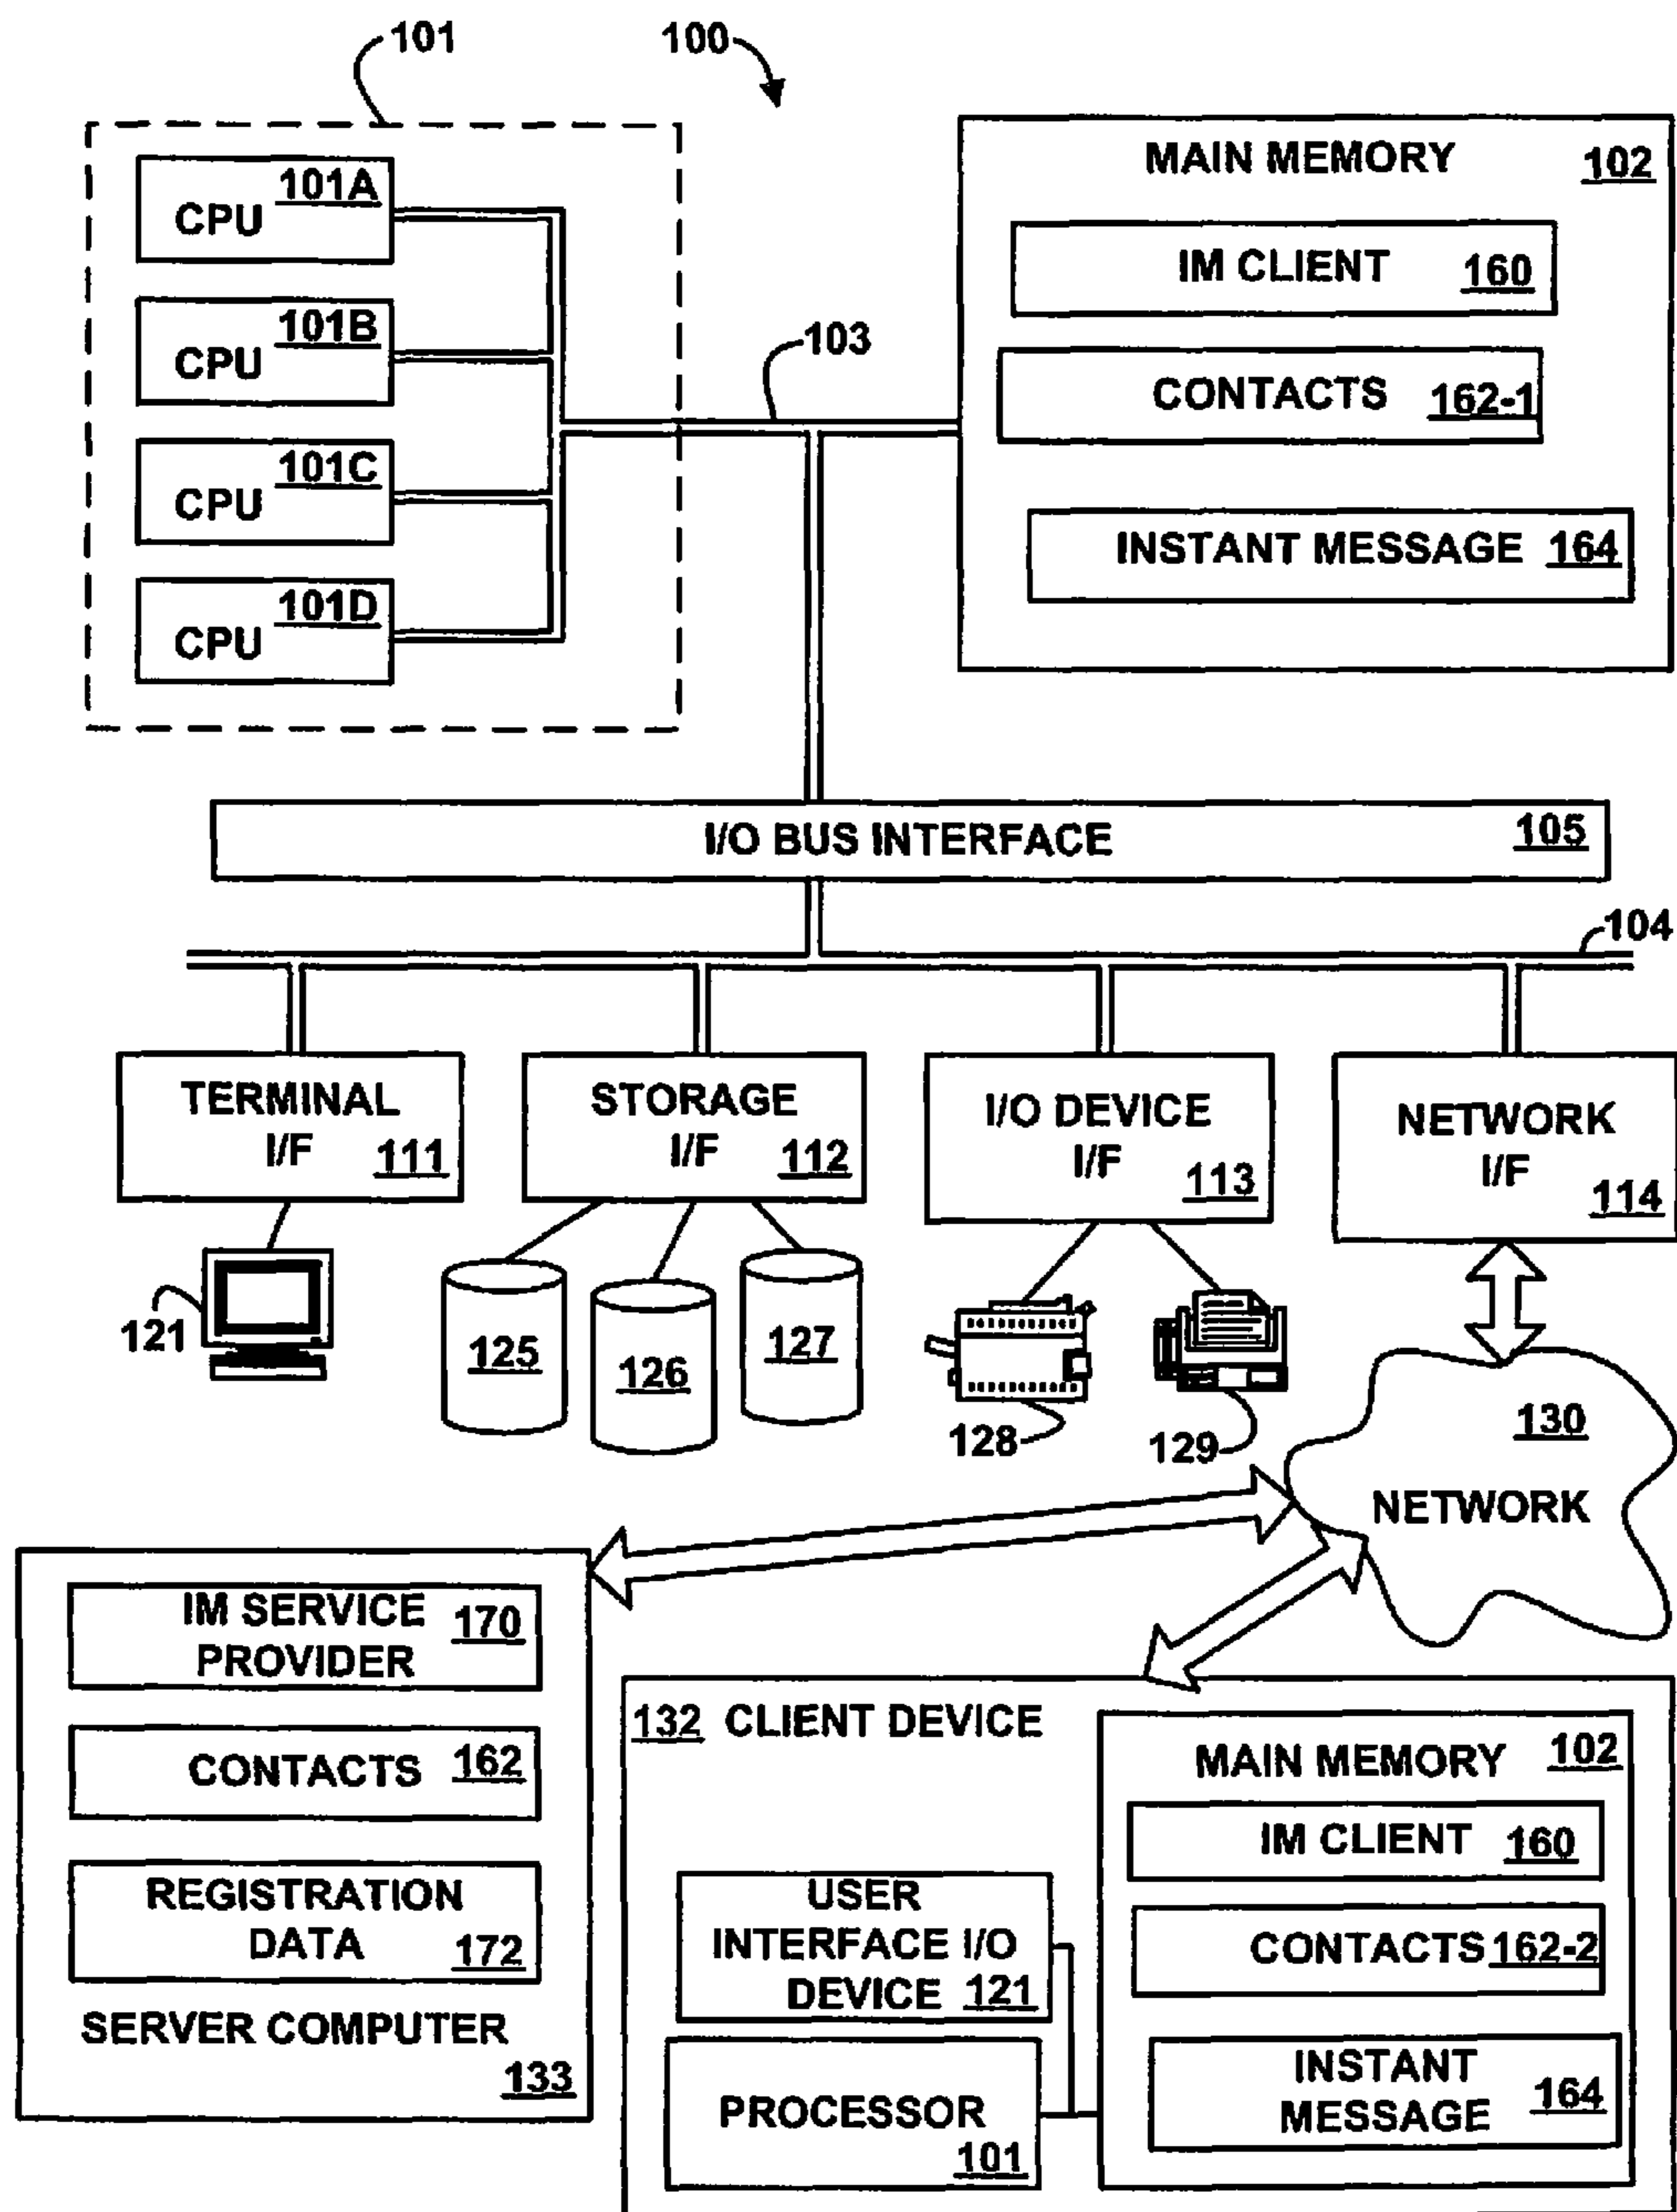 101
100
101A
CPU
101B
CPU
101C
CPU
101D
CPU
103
MAIN MEMORY 102
IM CLIENT 160
CONTACTS 162-1
INSTANT MESSAGE 164
I/O BUS INTERFACE 105
104
TERMINAL
I/F 111
STORAGE
I/F 112
I/O DEVICE
I/F
113
NETWORK
I/F
114
121
125
126
127
128
129
130
NETWORK
IM SERVICE
PROVIDER 170
CONTACTS 162
REGISTRATION
DATA 172
SERVER COMPUTER
133
132 CLIENT DEVICE
USER
INTERFACE I/O
DEVICE 121
PROCESSOR
101
MAIN MEMORY 102
IM CLIENT 160
CONTACTS 162-2
INSTANT
MESSAGE 164